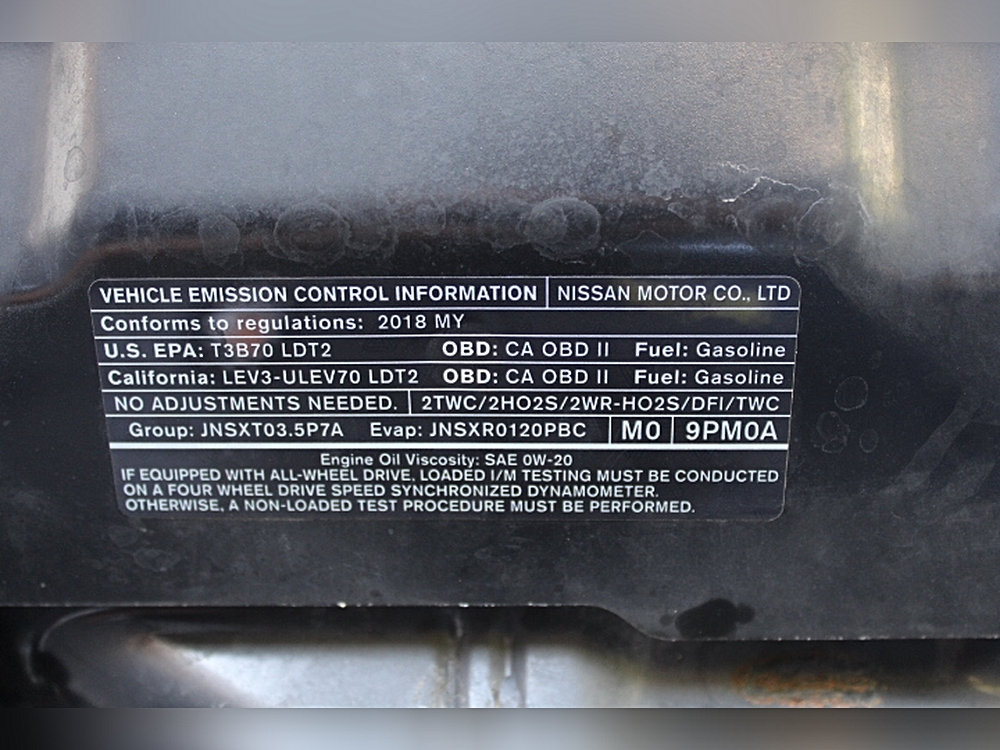 VEHICLE EMISSION CONTROL INFORMATION NISSAN MOTOR CO., LTD
Conforms to regulations: 2018 MY
U.S. EPA: T3B70 LDT2 OBD: CA OBD II Fuel: Gasoline
California: LEV3-ULEV70 LDT2 OBD: CA OBD II Fuel: Gasoline
NO ADJUSTMENTS NEEDED. 2TWC/2HO2S/2WR-HO2S/DFI/TWC
Group: JNSXT03.5P7A Evap: JNSXR0120PBC M0 9PM0A
Engine Oil Viscosity: SAE 0W-20
IF EQUIPPED WITH ALL-WHEEL DRIVE, LOADED I/M TESTING MUST BE CONDUCTED
ON A FOUR WHEEL DRIVE SPEED SYNCHRONIZED DYNAMOMETER.
OTHERWISE, A NON-LOADED TEST PROCEDURE MUST BE PERFORMED.